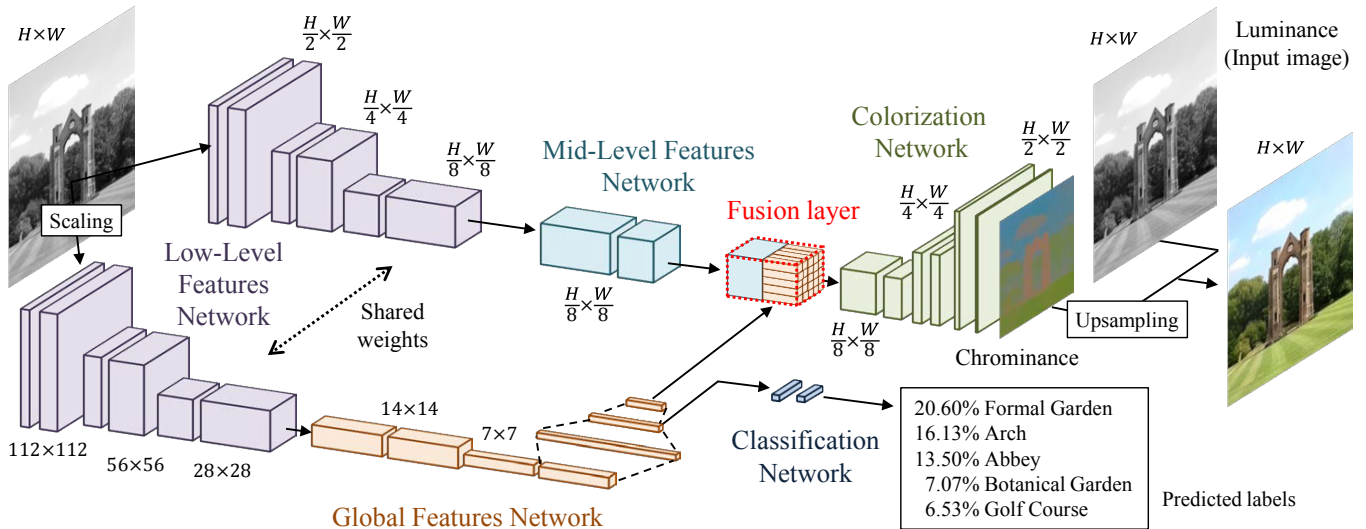 H×W
Scaling
H/2 × W/2
H/4 × W/4
H/8 × W/8
Low-Level
Features
Network
Shared
weights
112×112
56×56
28×28
Mid-Level Features
Network
H/8 × W/8
Fusion layer
14×14
7×7
Global Features Network
Colorization
Network
H/8 × W/8
H/4 × W/4
H/2 × W/2
Chrominance
Classification
Network
H×W
Luminance
(Input image)
H×W
Upsampling
20.60% Formal Garden
16.13% Arch
13.50% Abbey
7.07% Botanical Garden
6.53% Golf Course
Predicted labels